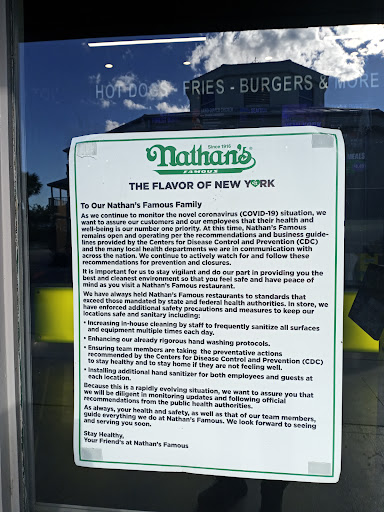 HOT DOGS FRIES - BURGERS & MORE
Since 1916
Nathan's
FAMOUS
THE FLAVOR OF NEW YORK
To Our Nathan's Famous Family
As we continue to monitor the novel coronavirus (COVID-19) situation, we
want to assure our customers and our employees that their health and
well-being is our number one priority. At this time, Nathan's Famous
remains open and operating per the recommendations and business guide-
lines provided by the Centers for Disease Control and Prevention (CDC)
and the many local health departments we are in communication with
across the nation. We continue to actively watch for and follow these
recommendations for prevention and closures.
It is important for us to stay vigilant and do our part in providing you the
best and cleanest environment so that you feel safe and have peace of
mind as you visit a Nathan's Famous restaurant.
We have always held Nathan's Famous restaurants to standards that
exceed those mandated by state and federal health authorities. In store, we
have enforced additional safety precautions and measures to keep our
locations safe and sanitary including:
• Increasing in-house cleaning by staff to frequently sanitize all surfaces
and equipment multiple times each day.
• Enhancing our already rigorous hand washing protocols.
• Ensuring team members are taking the preventative actions
recommended by the Centers for Disease Control and Prevention (CDC)
to stay healthy and to stay home if they are not feeling well.
• Installing additional hand sanitizer for both employees and guests at
each location.
Because this is a rapidly evolving situation, we want to assure you that
we will be diligent in monitoring updates and following official
recommendations from the public health authorities.
As always, your health and safety, as well as that of our team members,
guide everything we do at Nathan's Famous. We look forward to seeing
and serving you soon.
Stay Healthy,
Your Friend's at Nathan's Famous